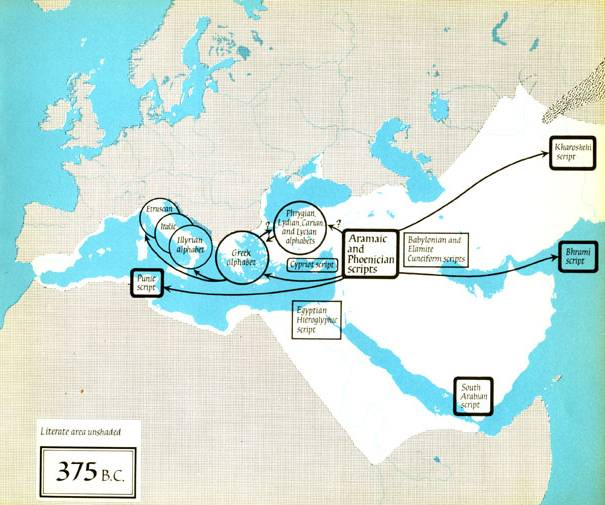 Kharosthi
script
Etruscan
Italic
Illyrian
alphabet
?
Phrygian,
Lydian, Carian,
and Lycian
alphabets
?
Greek
alphabet
Cypriot script
Aramaic
and
Phoenician
scripts
Babylonian and
Elamite
Cuneiform scripts
Bhrami
script
Punic
script
Egyptian
Hieroglyphic
script
South
Arabian
script
Literate area unshaded
375 B.C.